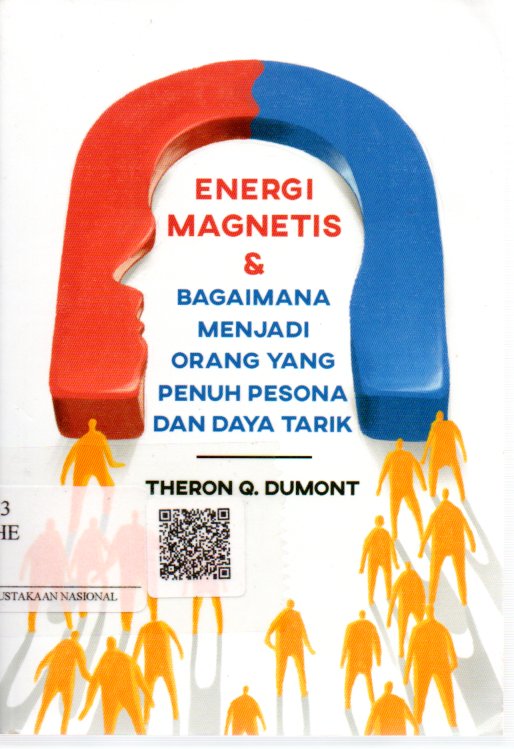 ENERGI
MAGNETIS
&
BAGAIMANA
MENJADI
ORANG YANG
PENUH PESONA
DAN DAYA TARIK
THERON Q. DUMONT
3
HE
USTAKAAN NASIONAL